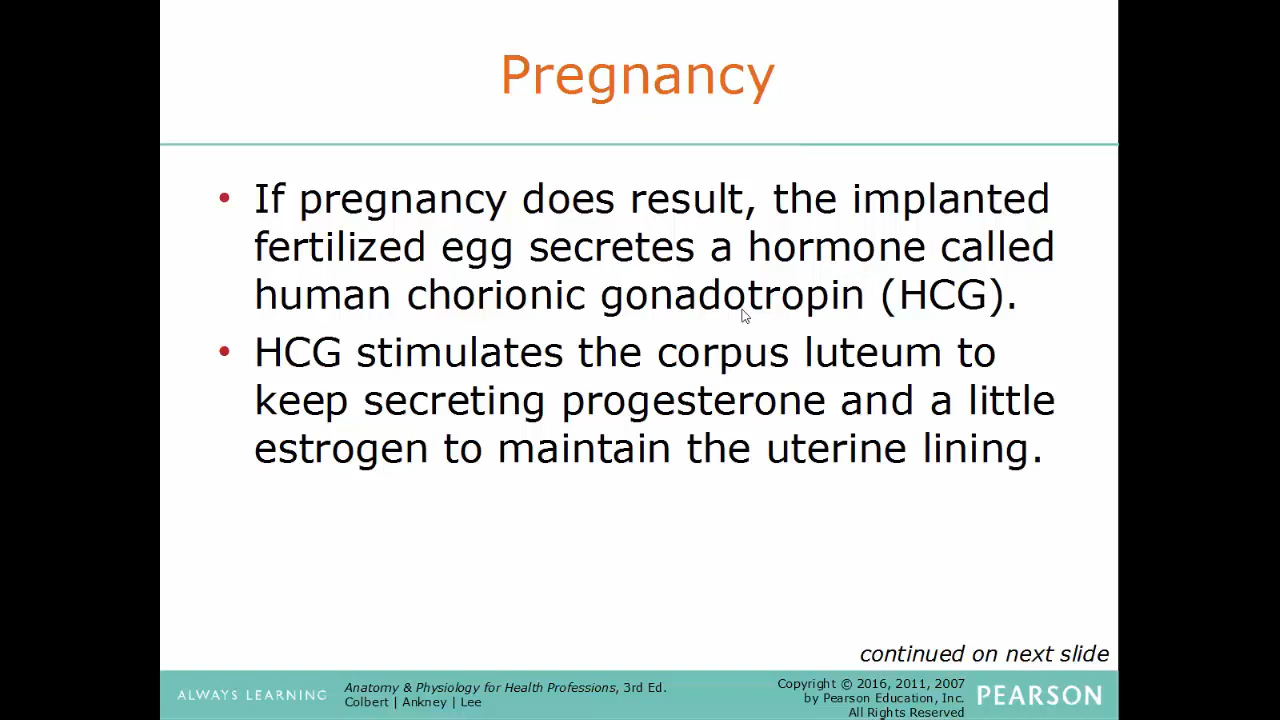 Pregnancy
• If pregnancy does result, the implanted
fertilized egg secretes a hormone called
human chorionic gonadotropin (HCG).
• HCG stimulates the corpus luteum to
keep secreting progesterone and a little
estrogen to maintain the uterine lining.
continued on next slide
ALWAYS LEARNING
Anatomy & Physiology for Health Professions, 3rd Ed.
Colbert | Ankney | Lee
Copyright © 2016, 2011, 2007
by Pearson Education, Inc.
All Rights Reserved
PEARSON